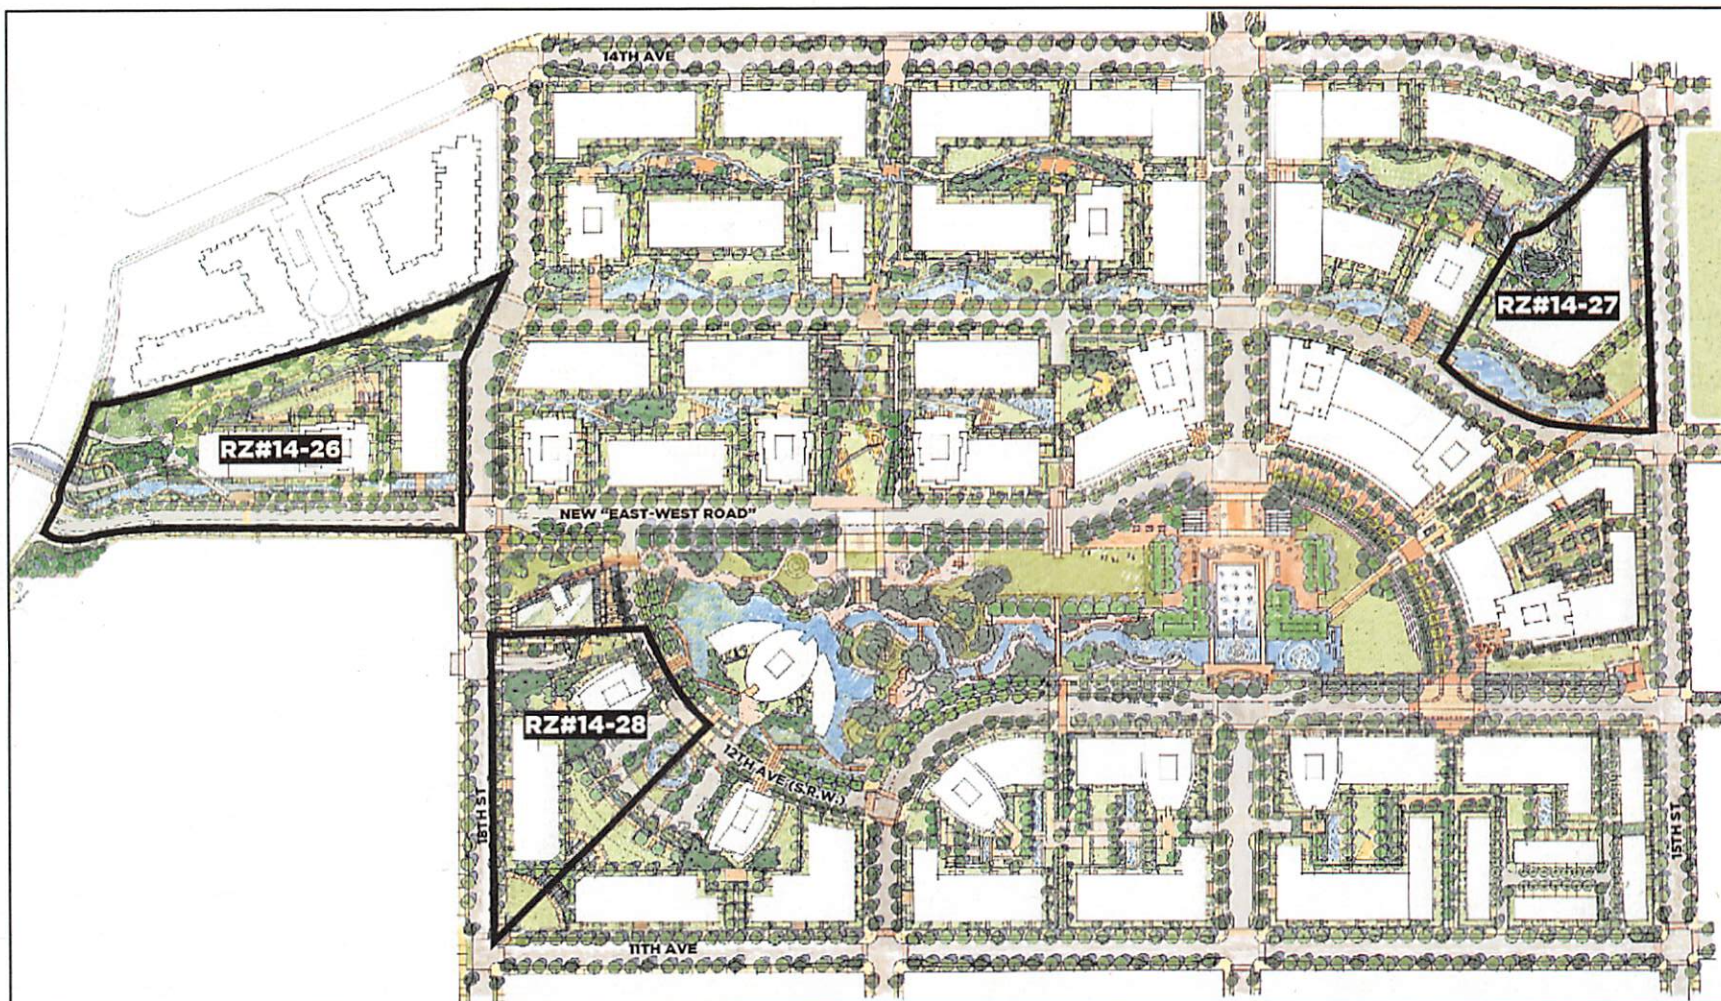 14TH AVE
RZ#14-27
RZ#14-26
NEW "EAST-WEST ROAD"
RZ#14-28
12TH AVE (S.R.W.)
18TH ST
15TH ST
11TH AVE